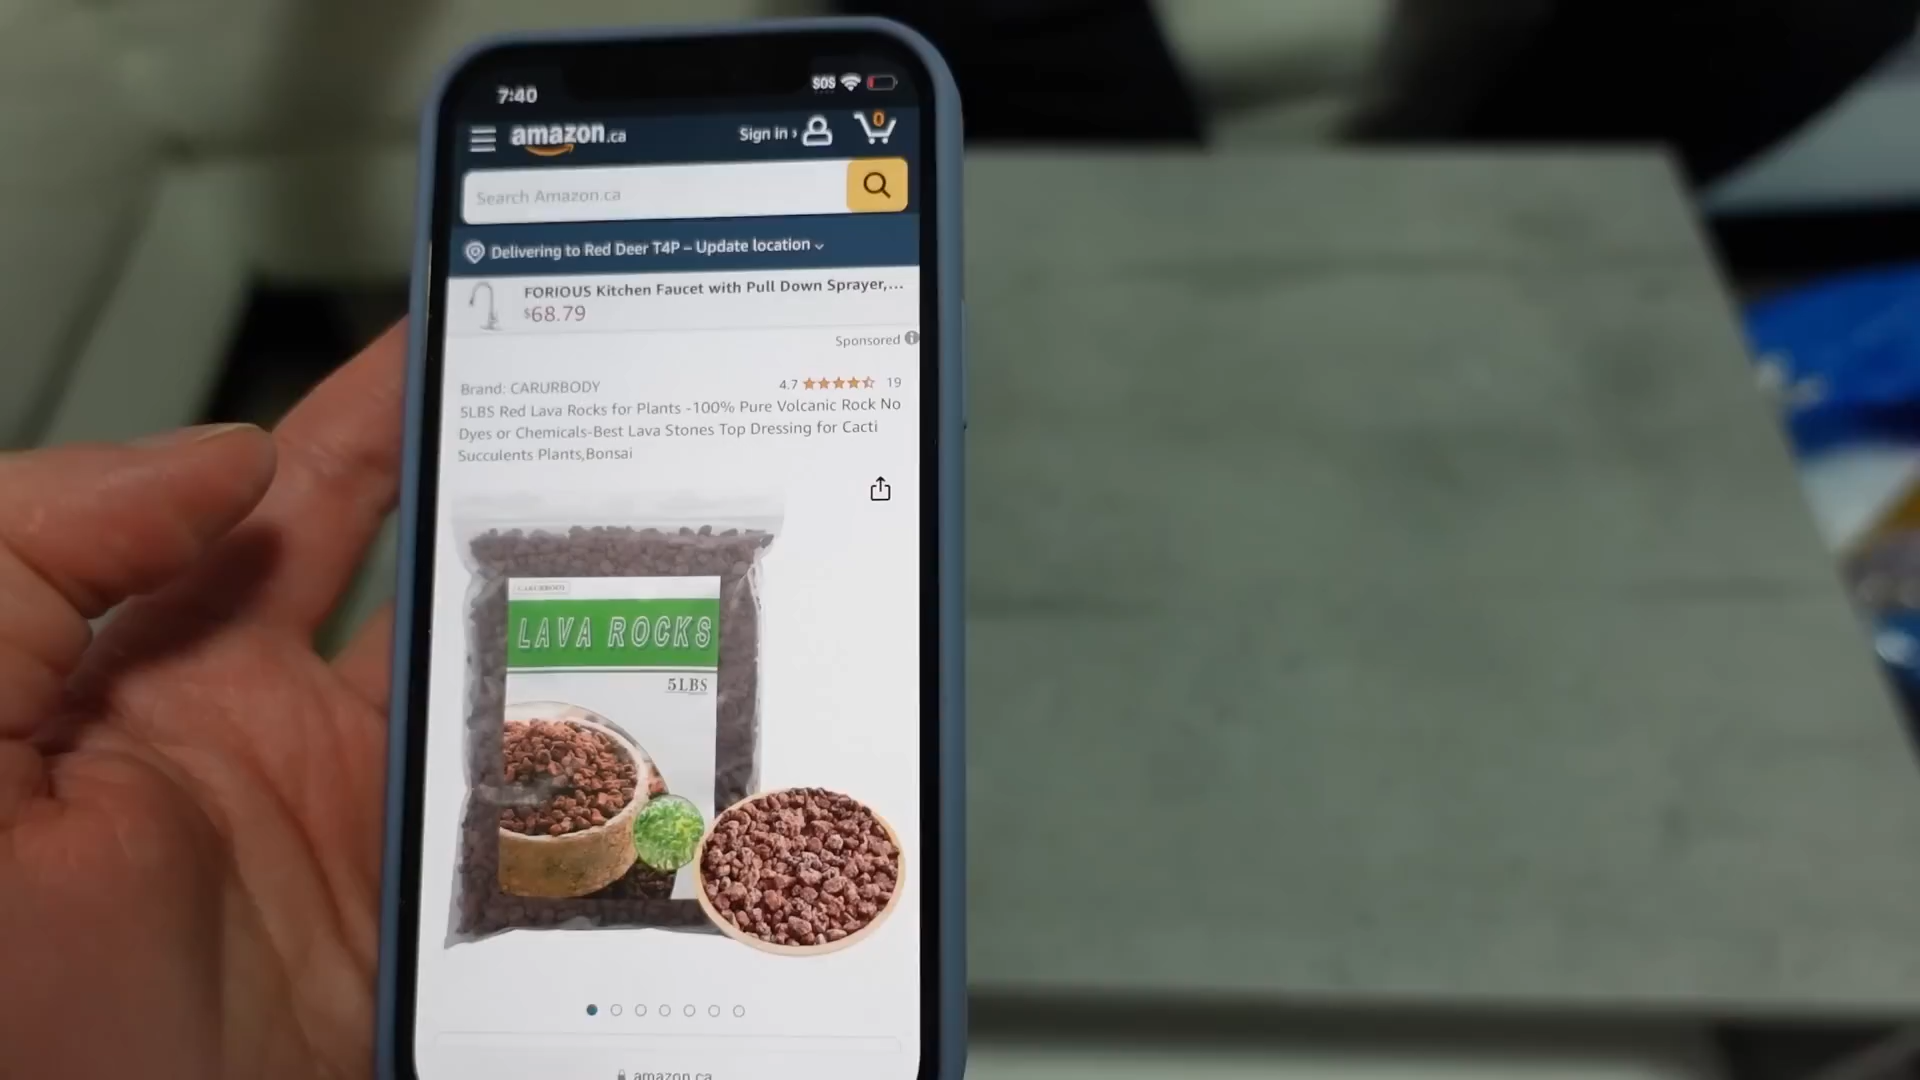 7:40
SOS
amazon.ca
Sign in ›
0
Search Amazon.ca
Delivering to Red Deer T4P – Update location
FORIOUS Kitchen Faucet with Pull Down Sprayer,...
$68.79
Sponsored
Brand: CARURBODY
4.7
19
5LBS Red Lava Rocks for Plants -100% Pure Volcanic Rock No
Dyes or Chemicals-Best Lava Stones Top Dressing for Cacti
Succulents Plants,Bonsai
CARURBODY
LAVA ROCKS
5LBS
amazon.ca